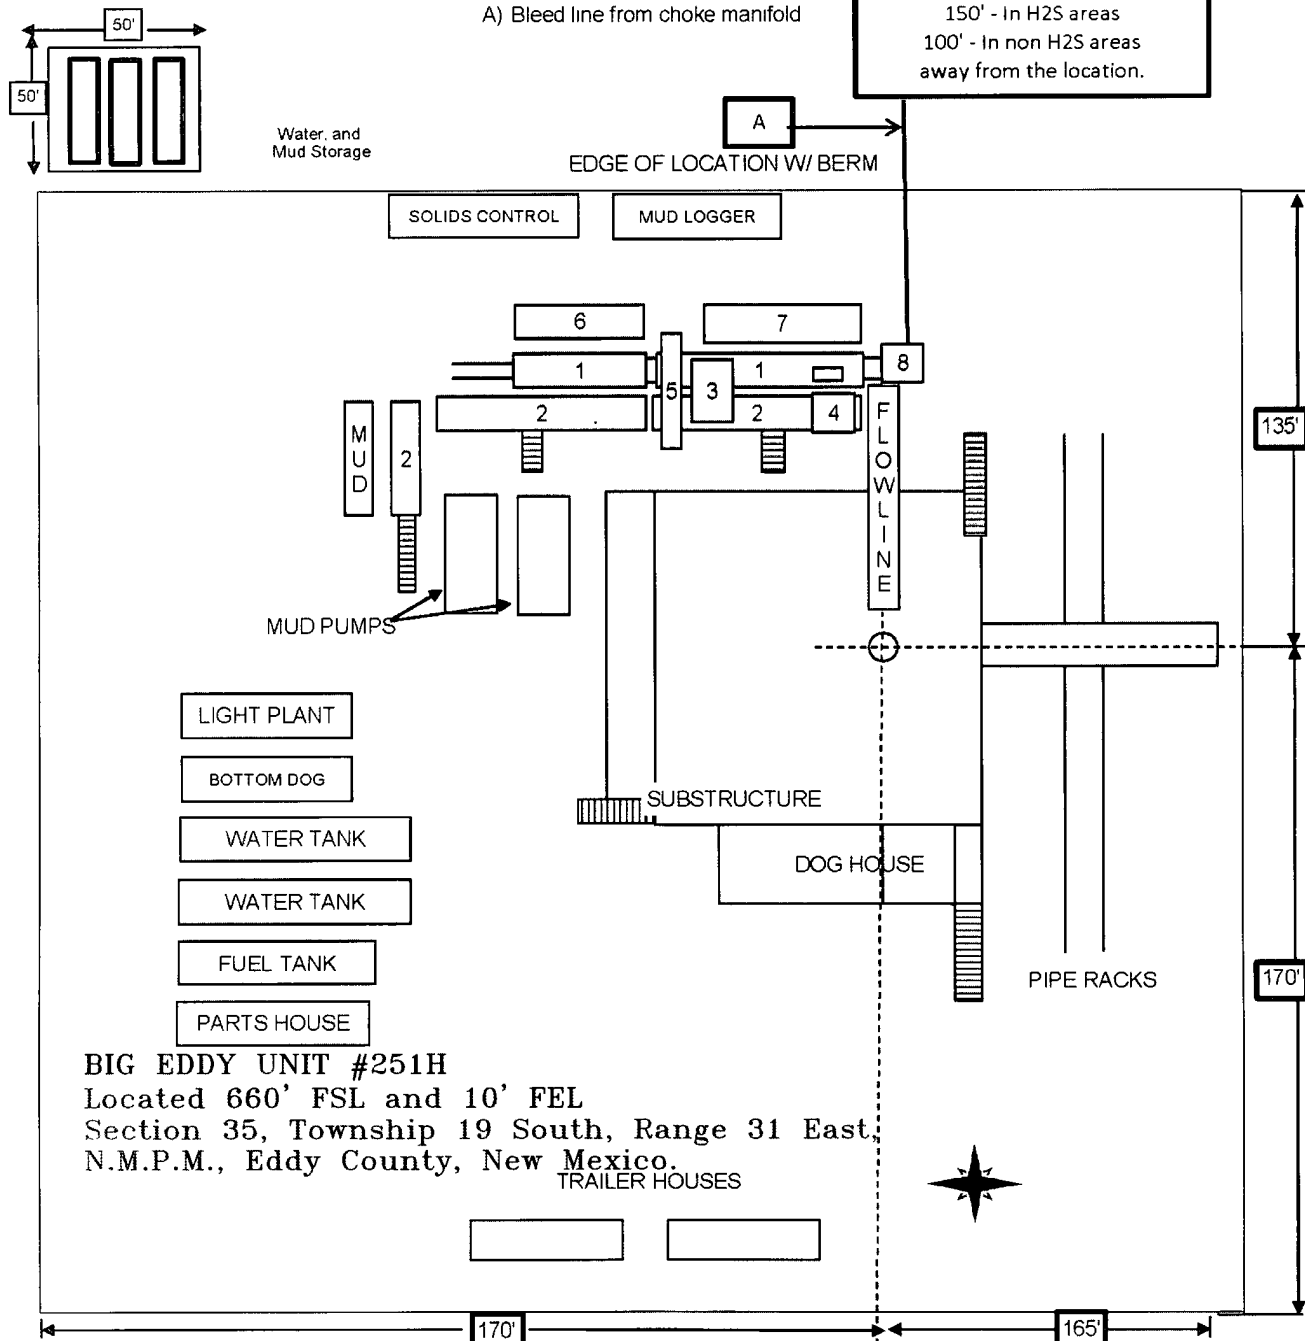 50'
A) Bleed line from choke manifold
150' - In H2S areas
100' - In non H2S areas
away from the location.
50'
A
Water, and
Mud Storage
EDGE OF LOCATION W/ BERM
SOLIDS CONTROL
MUD LOGGER
6
7
1
5
3
1
8
2
2
4
MUD
2
FLOWLINE
135'
MUD PUMPS
LIGHT PLANT
BOTTOM DOG
SUBSTRUCTURE
WATER TANK
DOG HOUSE
WATER TANK
FUEL TANK
PIPE RACKS
170'
PARTS HOUSE
BIG EDDY UNIT #251H
Located 660' FSL and 10' FEL
Section 35, Township 19 South, Range 31 East,
N.M.P.M., Eddy County, New Mexico.
TRAILER HOUSES
170'
165'